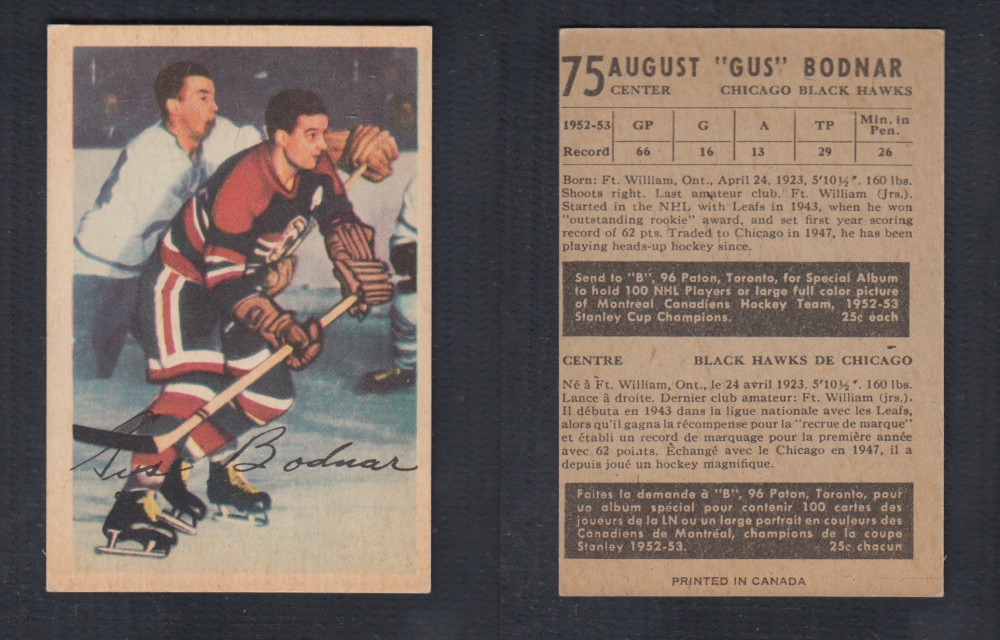 Guss Bodnar
75 AUGUST "GUS" BODNAR
CENTER CHICAGO BLACK HAWKS
1952-53 GP G A TP Min. in Pen.
Record 66 16 13 29 26
Born: Ft. William, Ont., April 24, 1923, 5'10½". 160 lbs.
Shoots right. Last amateur club. Ft. William (Jrs.).
Started in the NHL with Leafs in 1943, when he won
"outstanding rookie" award, and set first year scoring
record of 62 pts. Traded to Chicago in 1947, he has been
playing heads-up hockey since.
Send to "B", 96 Paton, Toronto, for Special Album
to hold 100 NHL Players or large full color picture
of Montreal Canadiens Hockey Team, 1952-53
Stanley Cup Champions. 25¢ each
CENTRE BLACK HAWKS DE CHICAGO
Né à Ft. William, Ont., le 24 avril 1923. 5'10½". 160 lbs.
Lance à droite. Dernier club amateur: Ft. William (jrs.).
Il débuta en 1943 dans la ligue nationale avec les Leafs,
alors qu'il gagna la récompense pour la "recrue de marque"
et établi un record de marquage pour la première année
avec 62 points. Échangé avec le Chicago en 1947, il a
depuis joué un hockey magnifique.
Faites la demande à "B", 96 Paton, Toronto, pour
un album spécial pour contenir 100 cartes des
joueurs de la LN ou un large portrait en couleurs des
Canadiens de Montréal, champions de la coupe
Stanley 1952-53. 25c chacun
PRINTED IN CANADA